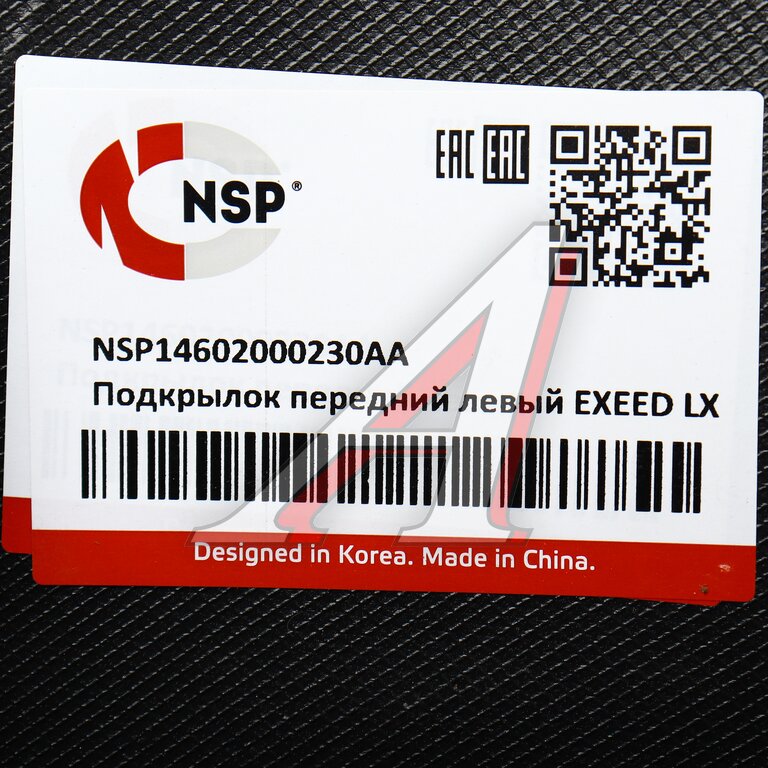 NSP®
EAC EAC
NSP14602000230AA
Подкрылок передний левый EXEED LX
Designed in Korea. Made in China.